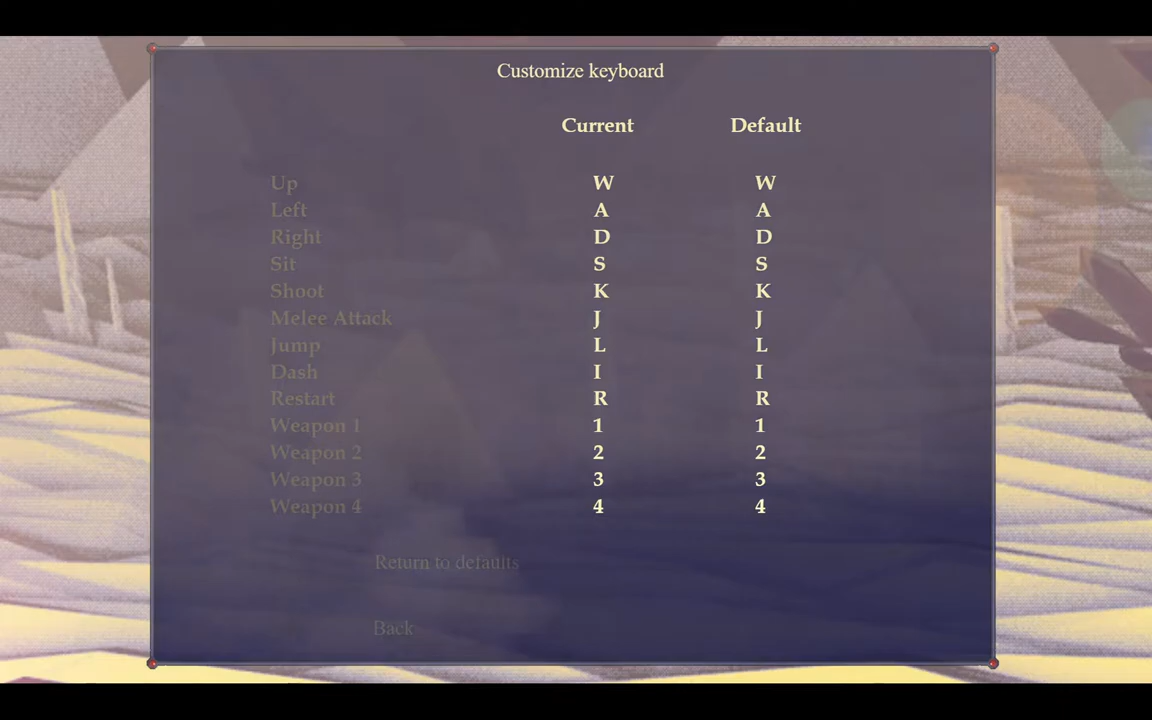 Customize keyboard
Current Default
Up W W
Left A A
Right D D
Sit S S
Shoot K K
Melee Attack J J
Jump L L
Dash I I
Restart R R
Weapon 1 1 1
Weapon 2 2 2
Weapon 3 3 3
Weapon 4 4 4
Return to defaults
Back